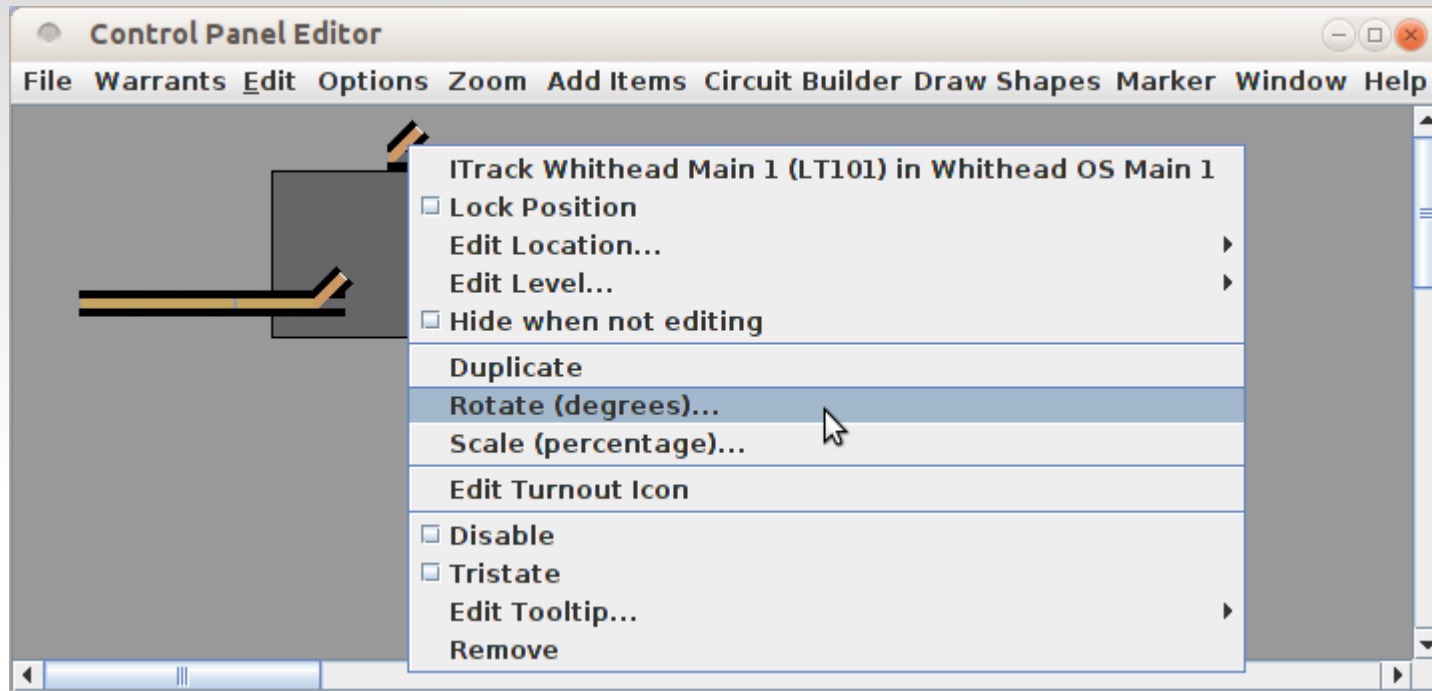 Control Panel Editor
File Warrants Edit Options Zoom Add Items Circuit Builder Draw Shapes Marker Window Help
ITrack Whithead Main 1 (LT101) in Whithead OS Main 1
Lock Position
Edit Location...
Edit Level...
Hide when not editing
Duplicate
Rotate (degrees)...
Scale (percentage)...
Edit Turnout Icon
Disable
Tristate
Edit Tooltip...
Remove